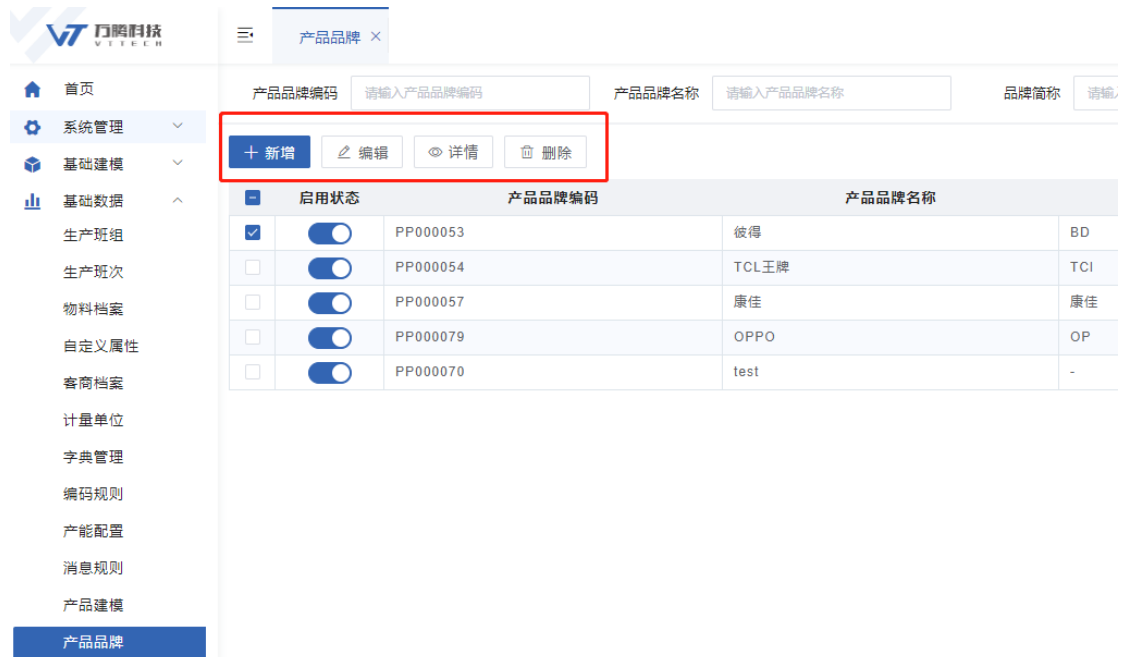 万腾科技
VTTECH
产品品牌
首页
系统管理
基础建模
基础数据
生产班组
生产班次
物料档案
自定义属性
客商档案
计量单位
字典管理
编码规则
产能配置
消息规则
产品建模
产品品牌
产品品牌编码 请输入产品品牌编码 产品品牌名称 请输入产品品牌名称 品牌简称 请输
新增 编辑 详情 删除
启用状态 产品品牌编码 产品品牌名称
PP000053 彼得 BD
PP000054 TCL王牌 TCl
PP000057 康佳 康佳
PP000079 OPPO OP
PP000070 test -